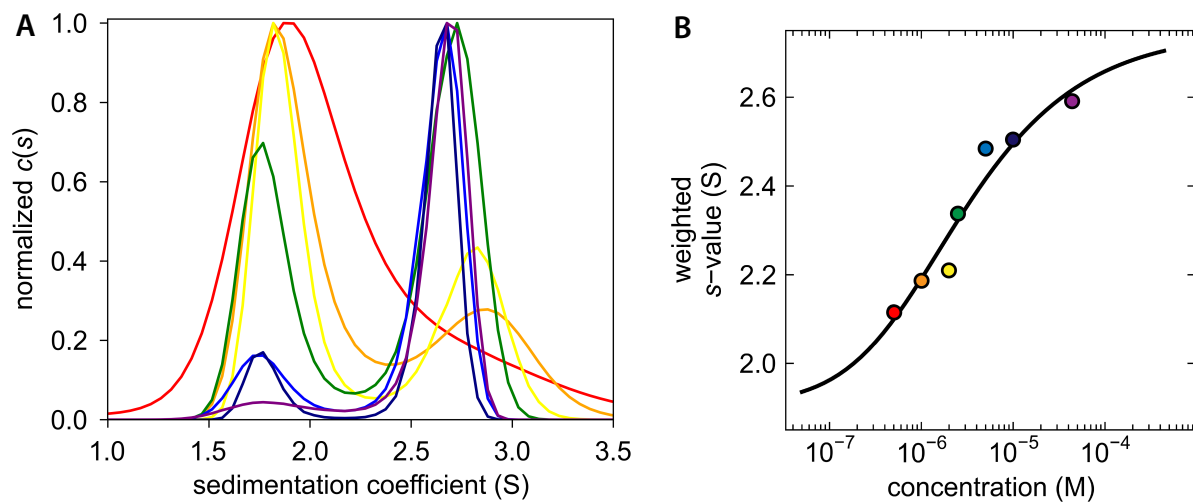 A
normalized c(s)
1.0
0.8
0.6
0.4
0.2
0.0
1.0 1.5 2.0 2.5 3.0 3.5
sedimentation coefficient (S)
B
weighted
s−value (S)
2.6
2.4
2.2
2.0
10⁻⁷ 10⁻⁶ 10⁻⁵ 10⁻⁴
concentration (M)